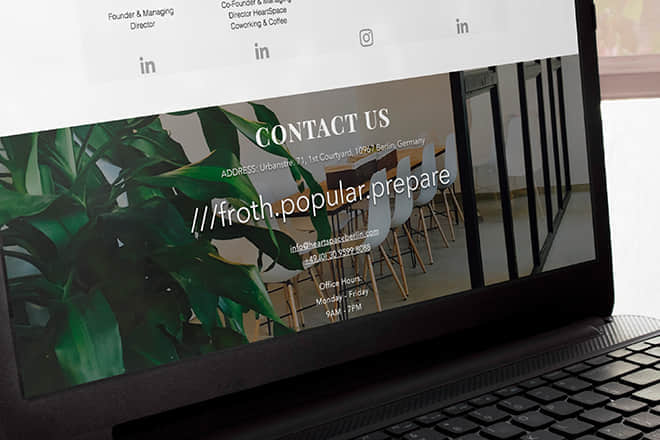 Founder & Managing
Director
Co-Founder & Managing
Director HeartSpace
Coworking & Coffee
in
in
in
CONTACT US
ADDRESS: Urbanstr. 71, 1st Courtyard, 10967 Berlin, Germany
///froth.popular.prepare
info@heartspaceberlin.com
+49 (0) 30 9599 8088
Office Hours:
Monday - Friday
9AM - 7PM